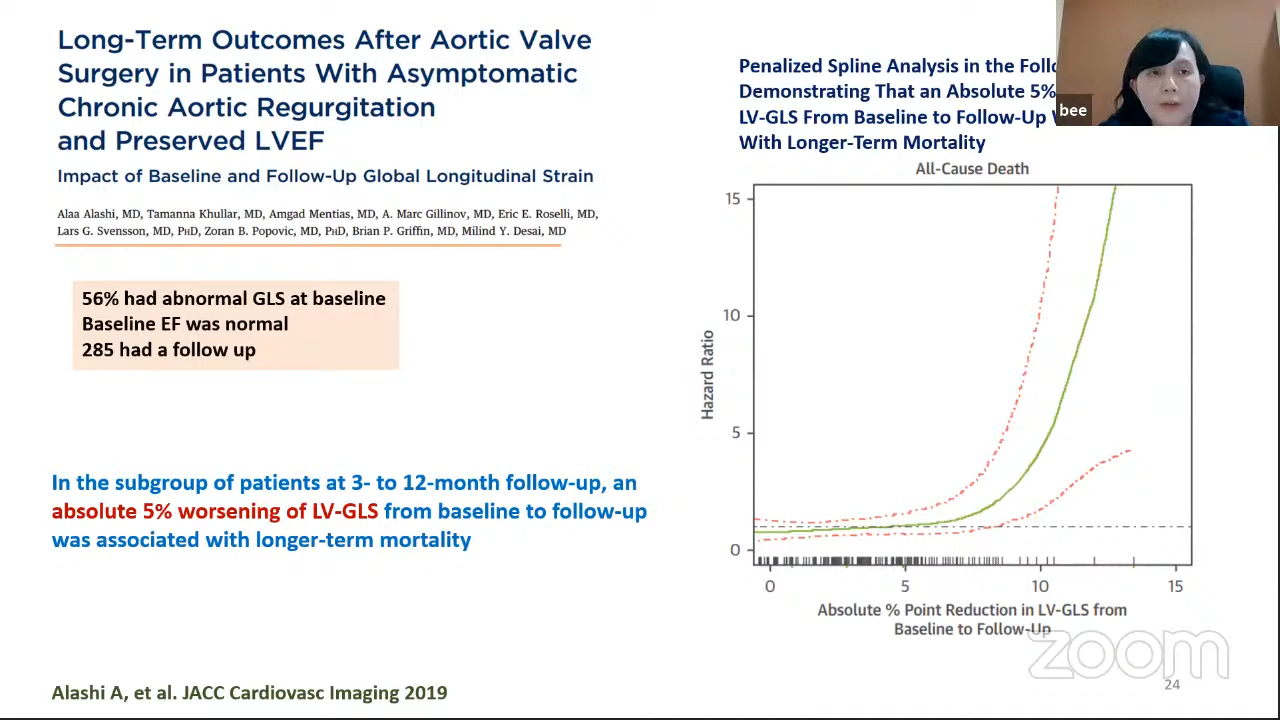 Long-Term Outcomes After Aortic Valve
Surgery in Patients With Asymptomatic
Chronic Aortic Regurgitation
and Preserved LVEF
Impact of Baseline and Follow-Up Global Longitudinal Strain
Alaa Alashi, MD, Tamanna Khullar, MD, Amgad Mentias, MD, A. Marc Gillinov, MD, Eric E. Roselli, MD,
Lars G. Svensson, MD, PHD, Zoran B. Popovic, MD, PHD, Brian P. Griffin, MD, Milind Y. Desai, MD
56% had abnormal GLS at baseline
Baseline EF was normal
285 had a follow up
In the subgroup of patients at 3- to 12-month follow-up, an
absolute 5% worsening of LV-GLS from baseline to follow-up
was associated with longer-term mortality
Alashi A, et al. JACC Cardiovasc Imaging 2019
Penalized Spline Analysis in the
Demonstrating That an Absolute 5%
LV-GLS From Baseline to Follow-Up
With Longer-Term Mortality
bee
All-Cause Death
15
10
5
0
Hazard Ratio
0 5 10 15
Absolute % Point Reduction in LV-GLS from
Baseline to Follow-Up
zoom
24